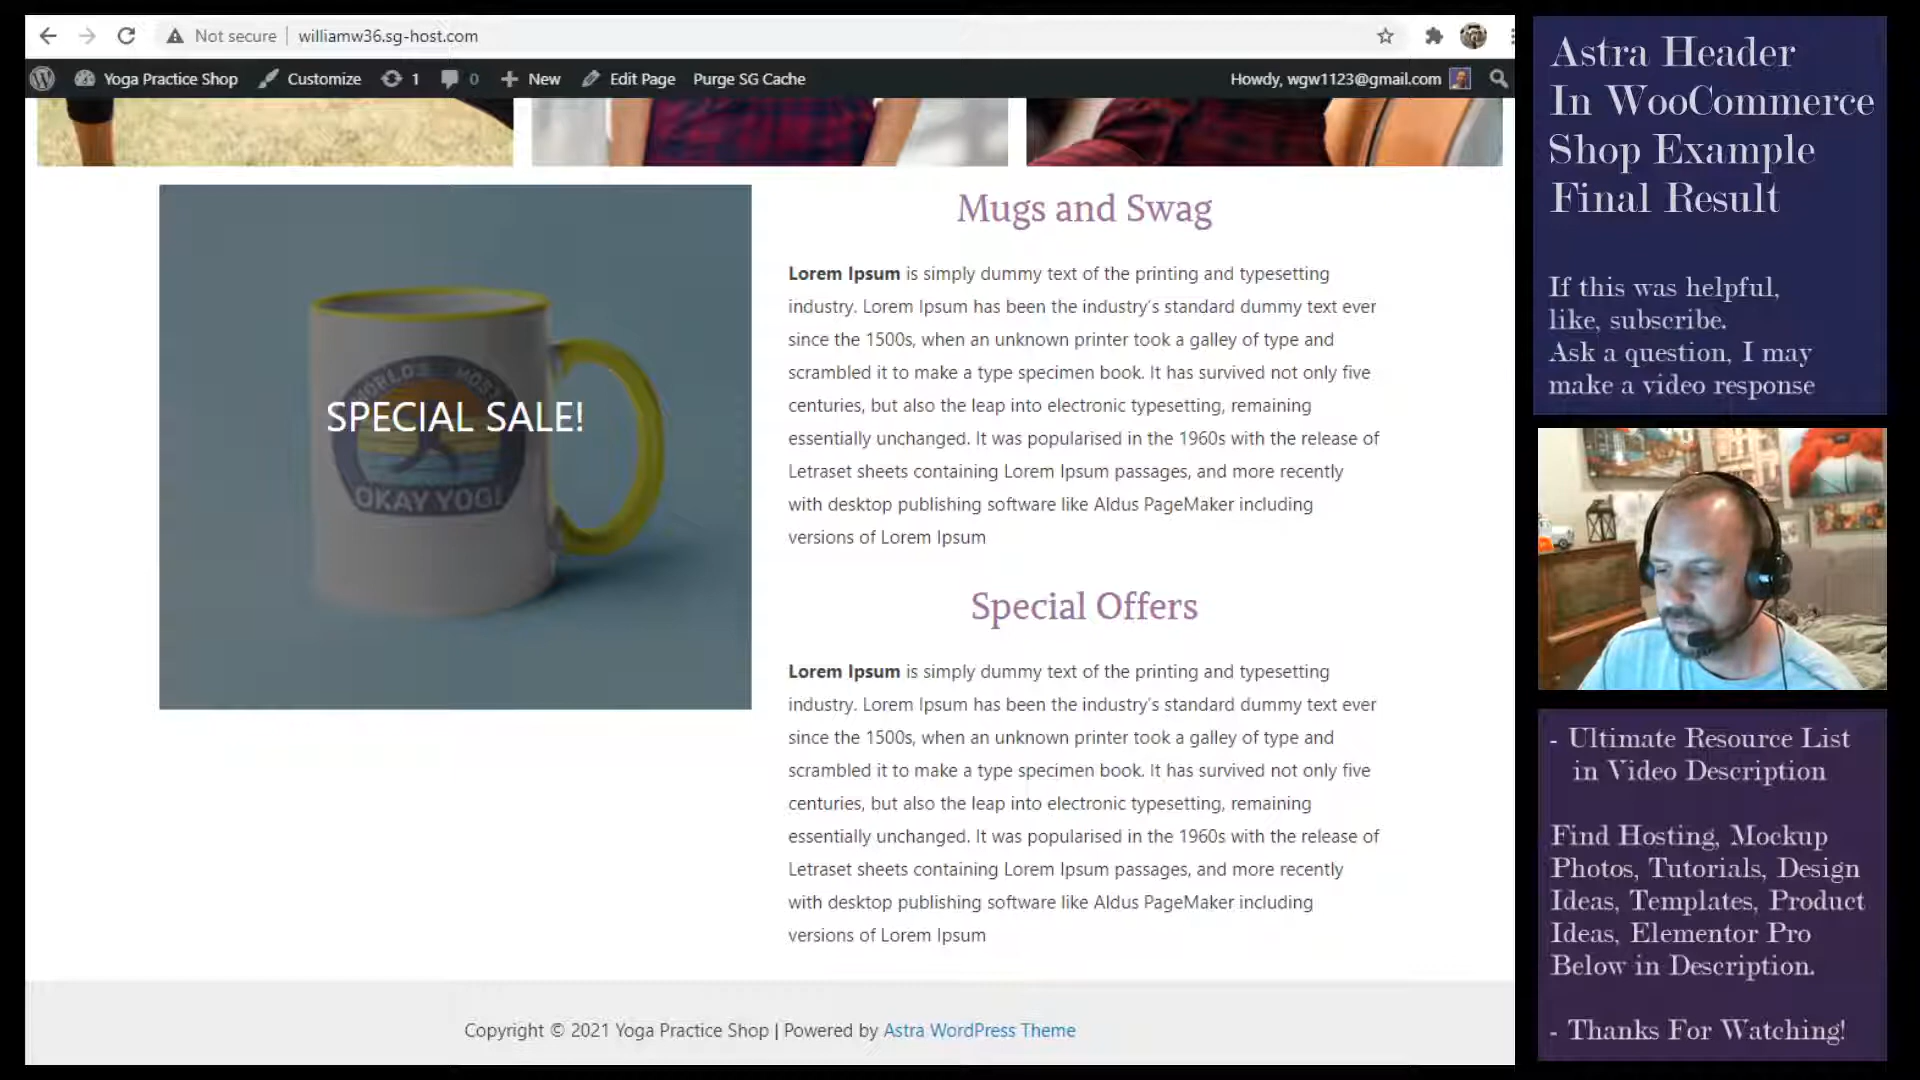 Not secure williamw36.sg-host.com
Yoga Practice Shop Customize 1 0 New Edit Page Purge SG Cache Howdy, wgw1123@gmail.com
WORLD'S MOST
SPECIAL SALE!
OKAY YOGI
Mugs and Swag
Lorem Ipsum is simply dummy text of the printing and typesetting
industry. Lorem Ipsum has been the industry's standard dummy text ever
since the 1500s, when an unknown printer took a galley of type and
scrambled it to make a type specimen book. It has survived not only five
centuries, but also the leap into electronic typesetting, remaining
essentially unchanged. It was popularised in the 1960s with the release of
Letraset sheets containing Lorem Ipsum passages, and more recently
with desktop publishing software like Aldus PageMaker including
versions of Lorem Ipsum
Special Offers
Lorem Ipsum is simply dummy text of the printing and typesetting
industry. Lorem Ipsum has been the industry's standard dummy text ever
since the 1500s, when an unknown printer took a galley of type and
scrambled it to make a type specimen book. It has survived not only five
centuries, but also the leap into electronic typesetting, remaining
essentially unchanged. It was popularised in the 1960s with the release of
Letraset sheets containing Lorem Ipsum passages, and more recently
with desktop publishing software like Aldus PageMaker including
versions of Lorem Ipsum
Copyright © 2021 Yoga Practice Shop | Powered by Astra WordPress Theme
Astra Header
In WooCommerce
Shop Example
Final Result
If this was helpful,
like, subscribe.
Ask a question, I may
make a video response
- Ultimate Resource List
in Video Description
Find Hosting, Mockup
Photos, Tutorials, Design
Ideas, Templates, Product
Ideas, Elementor Pro
Below in Description.
- Thanks For Watching!